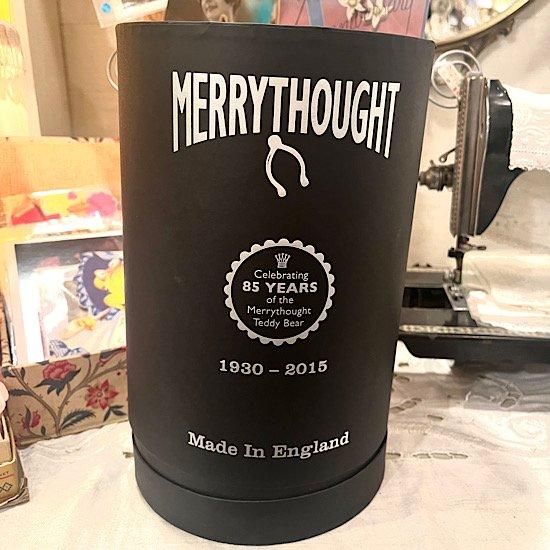 MERRYTHOUGHT
Celebrating
85 YEARS
of the
Merrythought
Teddy Bear
1930 – 2015
Made In England